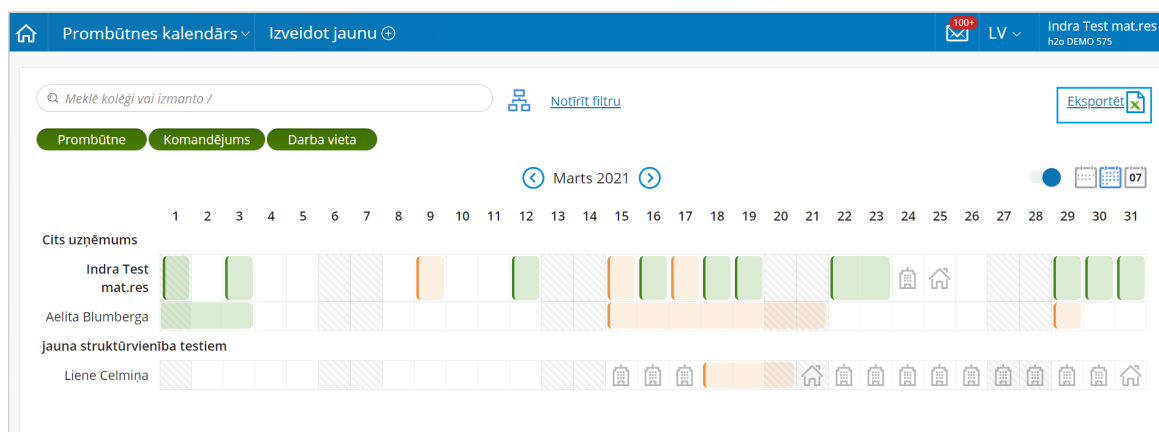 Prombūtnes kalendārs Izveidot jaunu 100+ LV Indra Test mat.res
h2o DEMO 575
Meklē kolēģi vai izmanto / Notīrīt filtru Eksportēt
Prombūtne Komandējums Darba vieta
Marts 2021 07
1 2 3 4 5 6 7 8 9 10 11 12 13 14 15 16 17 18 19 20 21 22 23 24 25 26 27 28 29 30 31
Cits uzņēmums
Indra Test
mat.res
Aelita Blumberga
jauna struktūrvienība testiem
Liene Celmiņa